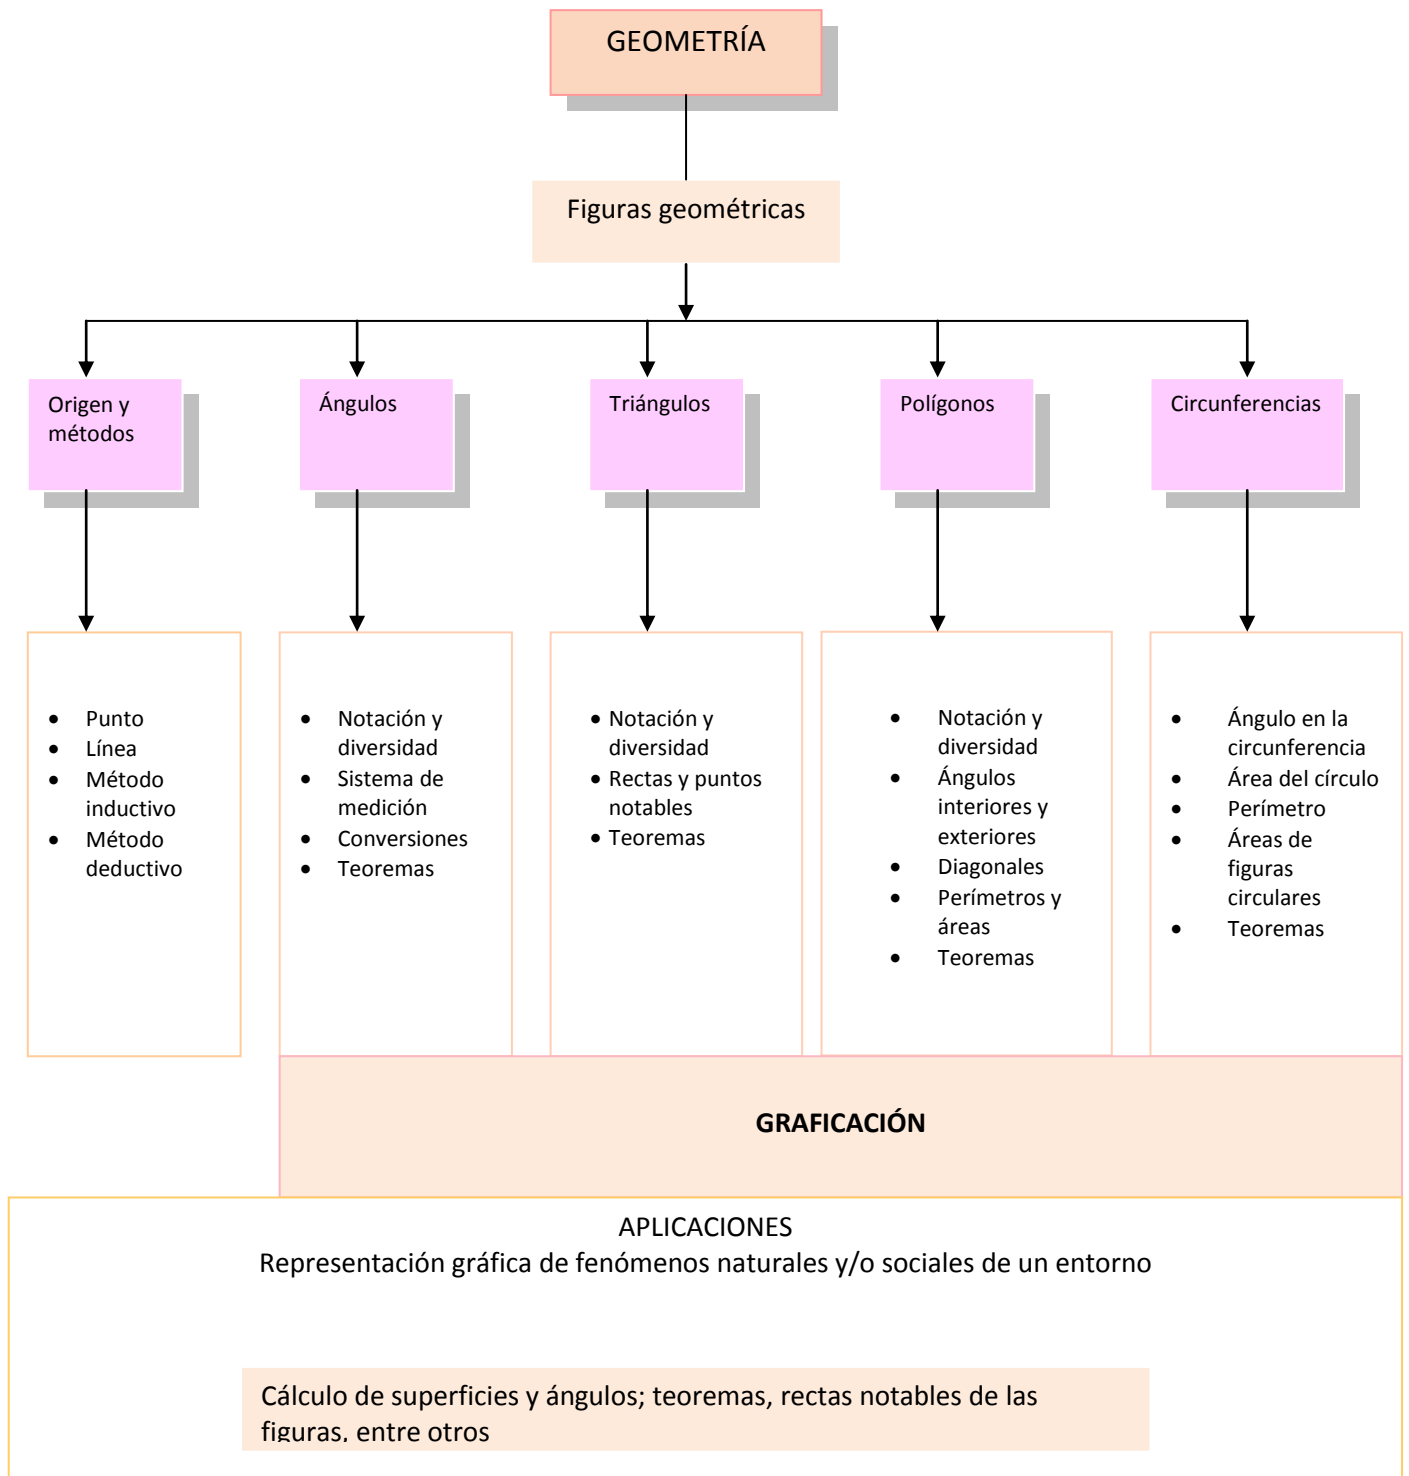 GEOMETRÍA
Figuras geométricas
Origen y
métodos
Ángulos
Triángulos
Polígonos
Circunferencias
• Punto
• Línea
• Método
inductivo
• Método
deductivo
• Notación y
diversidad
• Sistema de
medición
• Conversiones
• Teoremas
• Notación y
diversidad
• Rectas y puntos
notables
• Teoremas
• Notación y
diversidad
• Ángulos
interiores y
exteriores
• Diagonales
• Perímetros y
áreas
• Teoremas
• Ángulo en la
circunferencia
• Área del círculo
• Perímetro
• Áreas de
figuras
circulares
• Teoremas
GRAFICACIÓN
APLICACIONES
Representación gráfica de fenómenos naturales y/o sociales de un entorno
Cálculo de superficies y ángulos; teoremas, rectas notables de las
figuras, entre otros